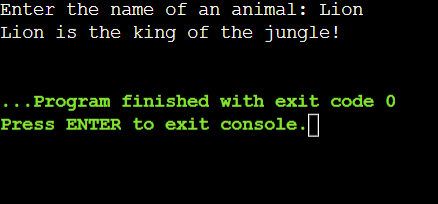 Enter the name of an animal: Lion
Lion is the king of the jungle!
...Program finished with exit code 0
Press ENTER to exit console.